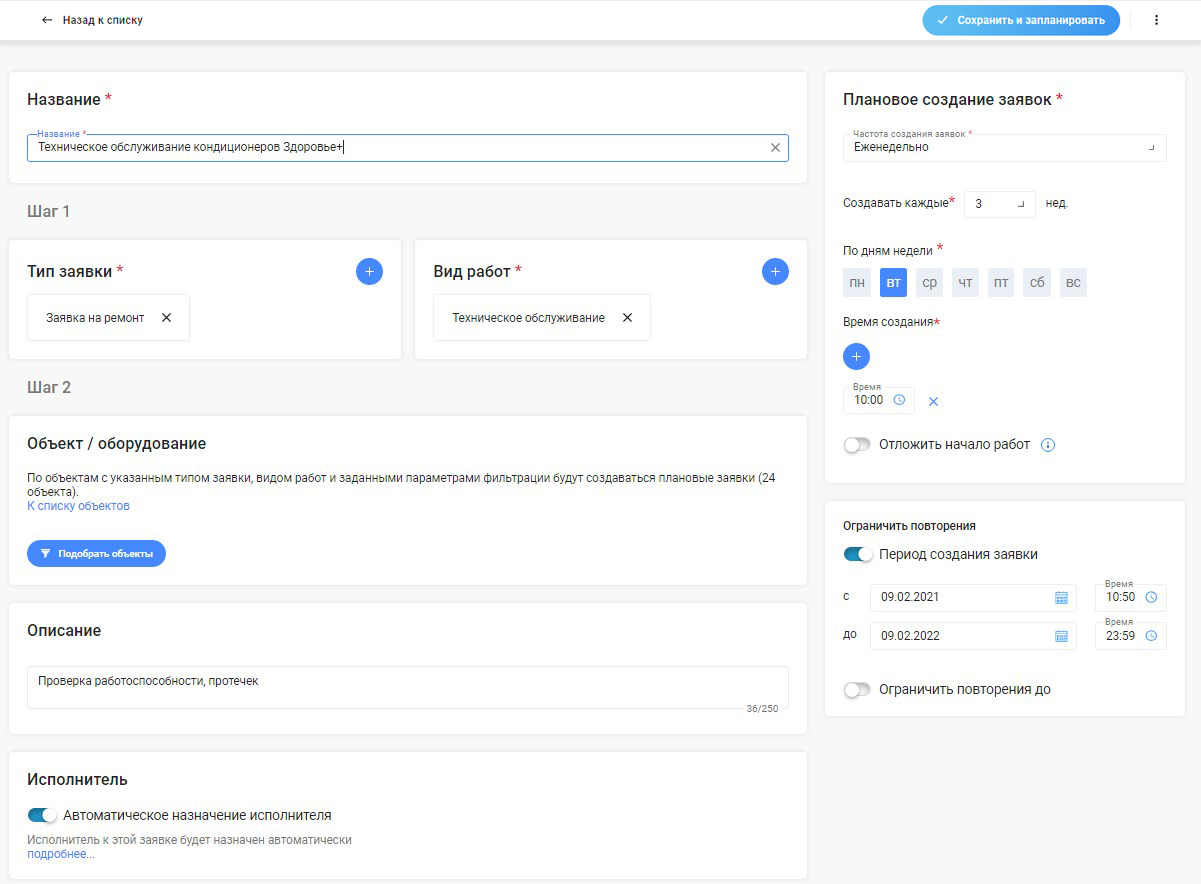 Назад к списку
Сохранить и запланировать
Название *
Название *
Техническое обслуживание кондиционеров Здоровье+
Шаг 1
Тип заявки *
Заявка на ремонт
Вид работ *
Техническое обслуживание
Шаг 2
Объект / оборудование
По объектам с указанным типом заявки, видом работ и заданными параметрами фильтрации будут создаваться плановые заявки (24
объекта).
К списку объектов
Подобрать объекты
Описание
Проверка работоспособности, протечек
36/250
Исполнитель
Автоматическое назначение исполнителя
Исполнитель к этой заявке будет назначен автоматически
подробнее...
Плановое создание заявок *
Частота создания заявок *
Еженедельно
Создавать каждые* 3 нед.
По дням недели *
пн вт ср чт пт сб вс
Время создания*
Время
10:00
Отложить начало работ
Ограничить повторения
Период создания заявки
Время
с 09.02.2021 10:50
Время
до 09.02.2022 23:59
Ограничить повторения до